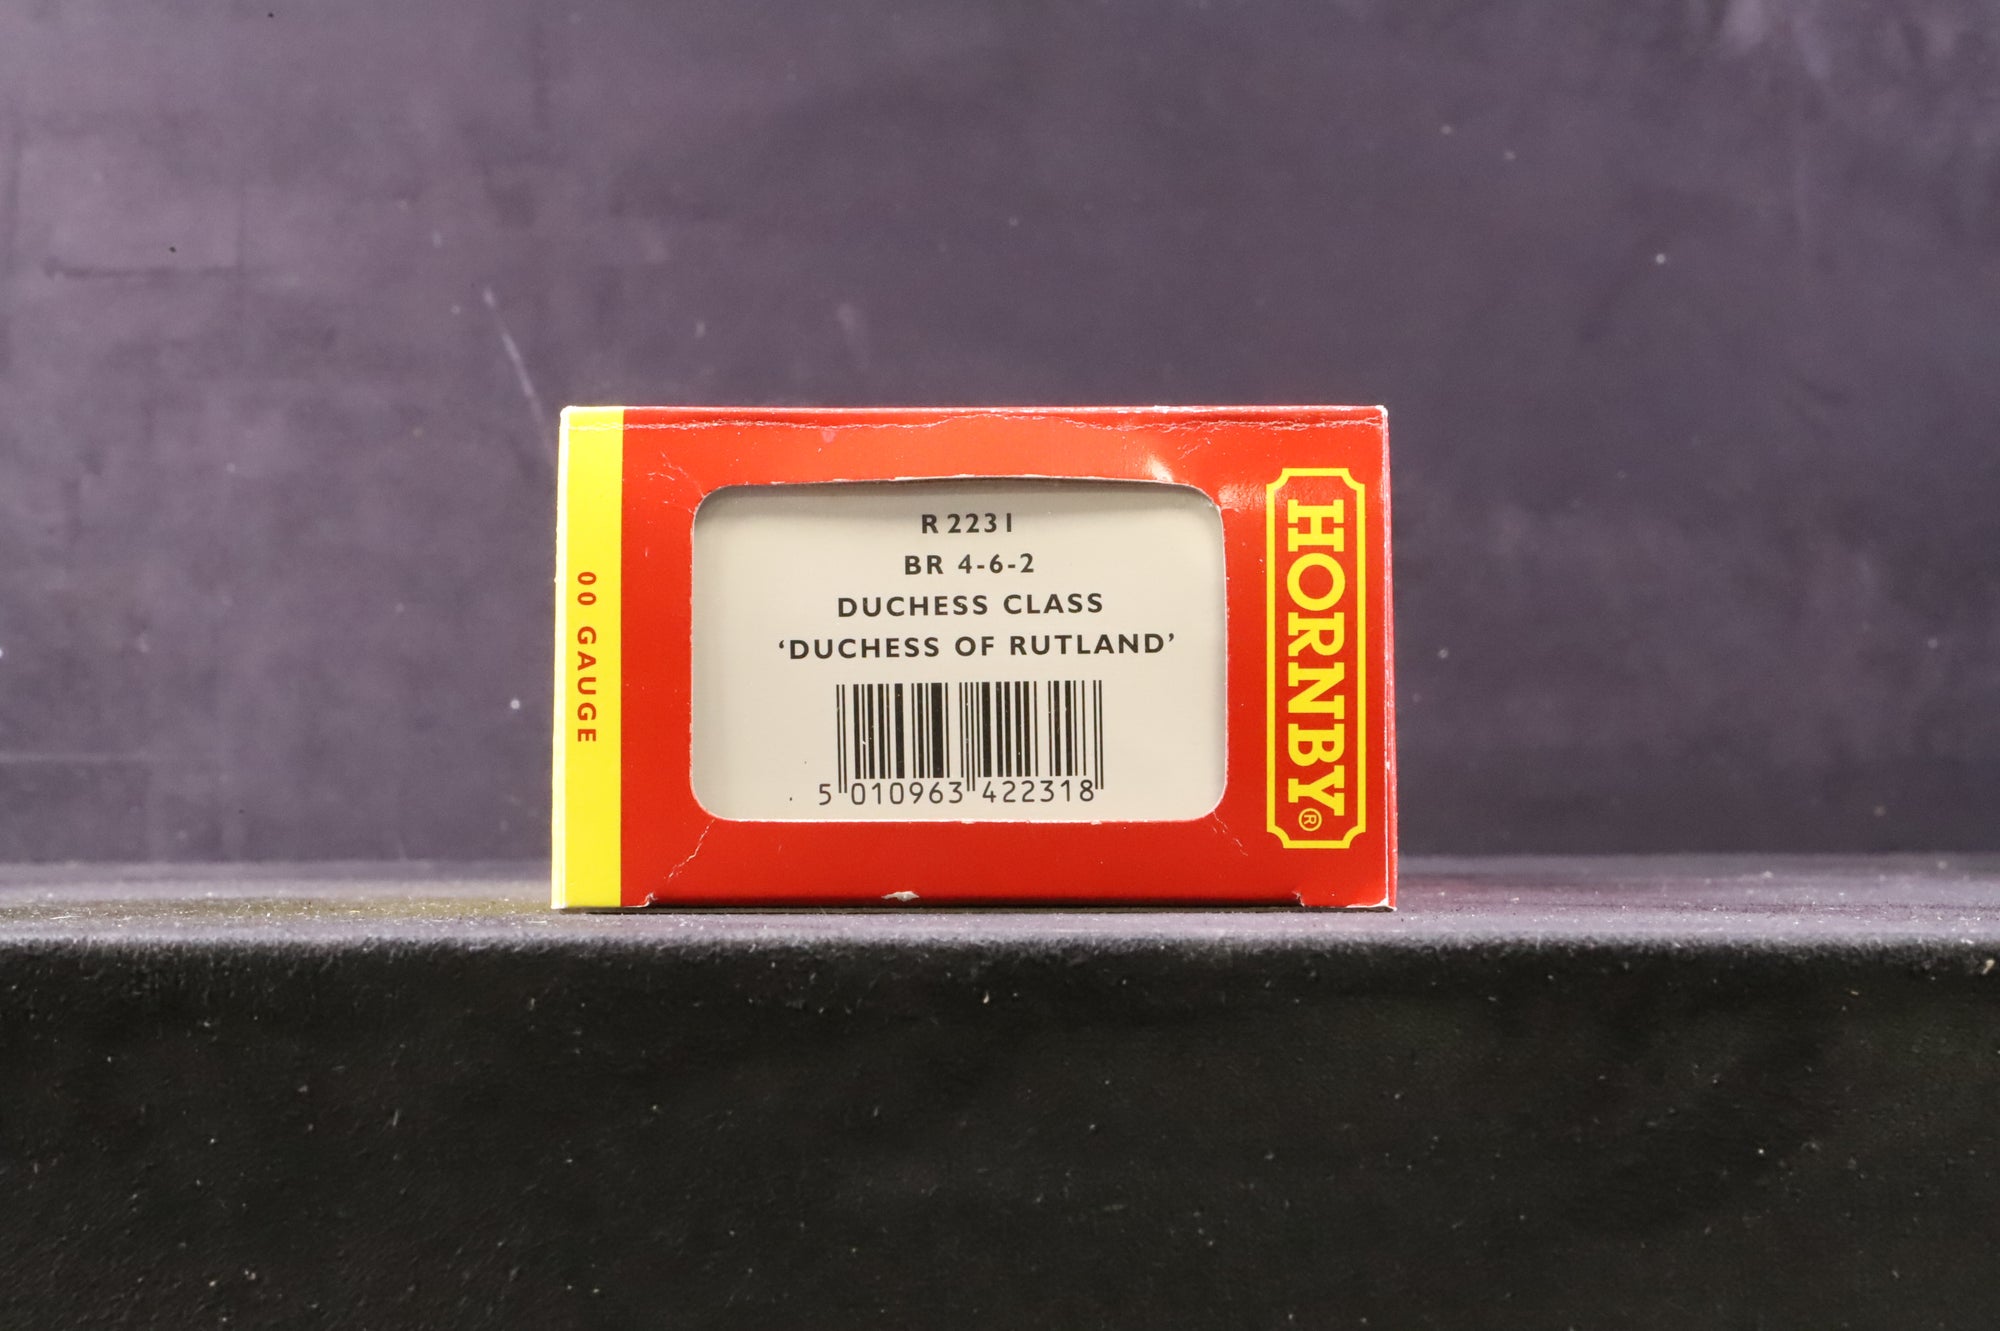 00 GAUGE
R 2231
BR 4-6-2
DUCHESS CLASS
‘DUCHESS OF RUTLAND’
5 010963 422318
HORNBY®